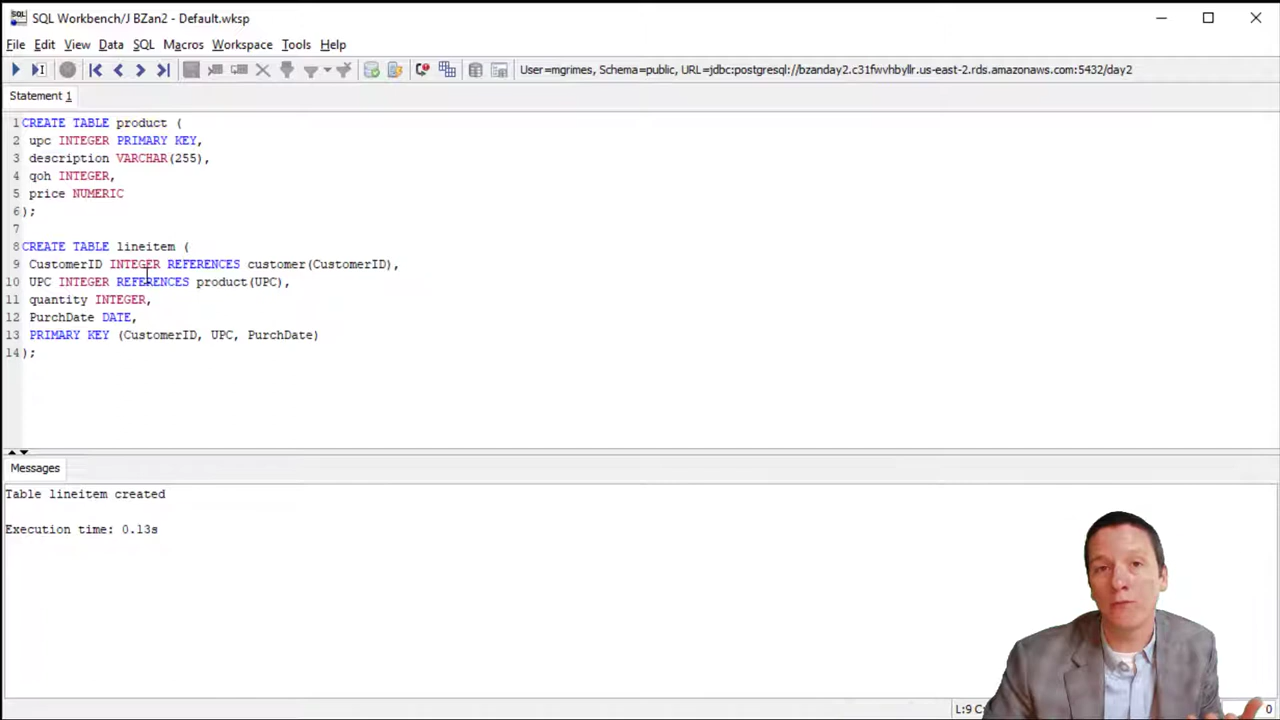 SQL Workbench/J BZan2 - Default.wksp
File Edit View Data SQL Macros Workspace Tools Help
User=mgrimes, Schema=public, URL=jdbc:postgresql://bzanday2.c31fwvhbyllr.us-east-2.rds.amazonaws.com:5432/day2
Statement 1
1 CREATE TABLE product (
2 upc INTEGER PRIMARY KEY,
3 description VARCHAR(255),
4 qoh INTEGER,
5 price NUMERIC
6 );
7
8 CREATE TABLE lineitem (
9 CustomerID INTEGER REFERENCES customer(CustomerID),
10 UPC INTEGER REFERENCES product(UPC),
11 quantity INTEGER,
12 PurchDate DATE,
13 PRIMARY KEY (CustomerID, UPC, PurchDate)
14 );
Messages
Table lineitem created
Execution time: 0.13s
L:9 0